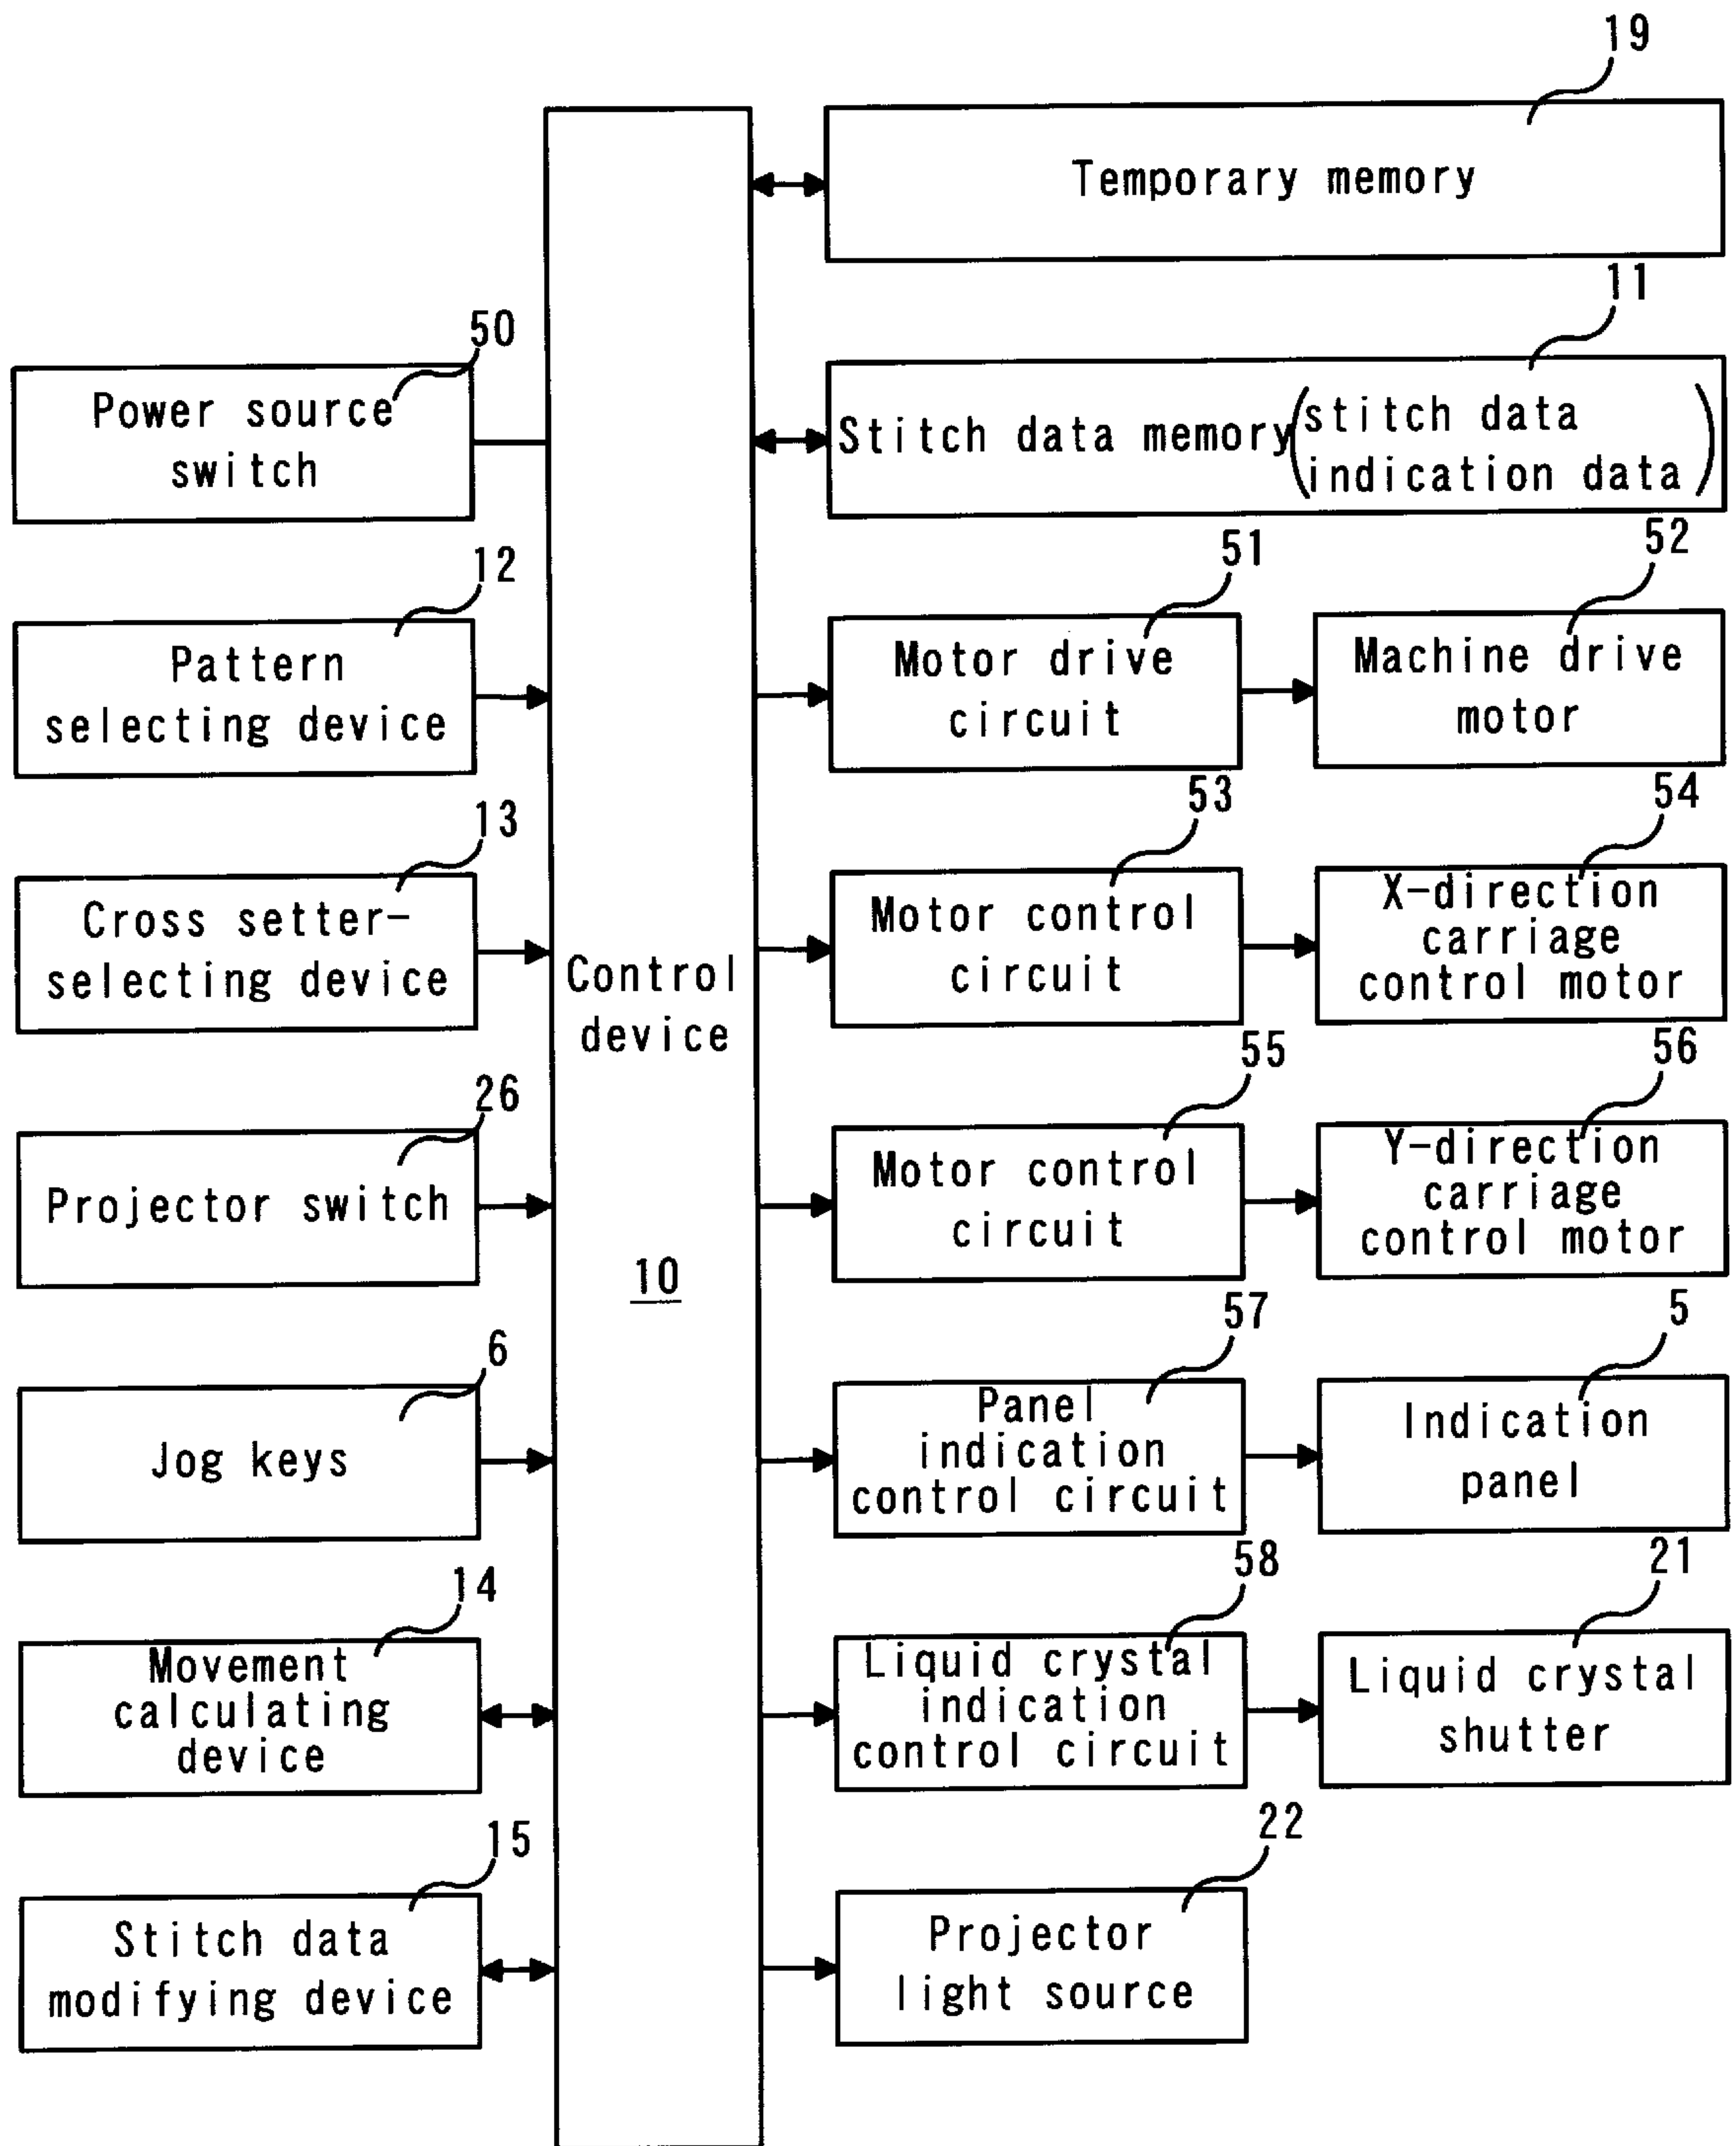 19
Temporary memory
11
Stitch data memory (stitch data
indication data)
50
Power source
switch
12
Pattern
selecting device
51
Motor drive
circuit
52
Machine drive
motor
13
Cross setter-
selecting device
53
Motor control
circuit
54
X-direction
carriage
control motor
Control
device
10
26
Projector switch
55
Motor control
circuit
56
Y-direction
carriage
control motor
6
Jog keys
57
Panel
indication
control circuit
5
Indication
panel
14
Movement
calculating
device
58
Liquid crystal
indication
control circuit
21
Liquid crystal
shutter
15
Stitch data
modifying device
22
Projector
light source